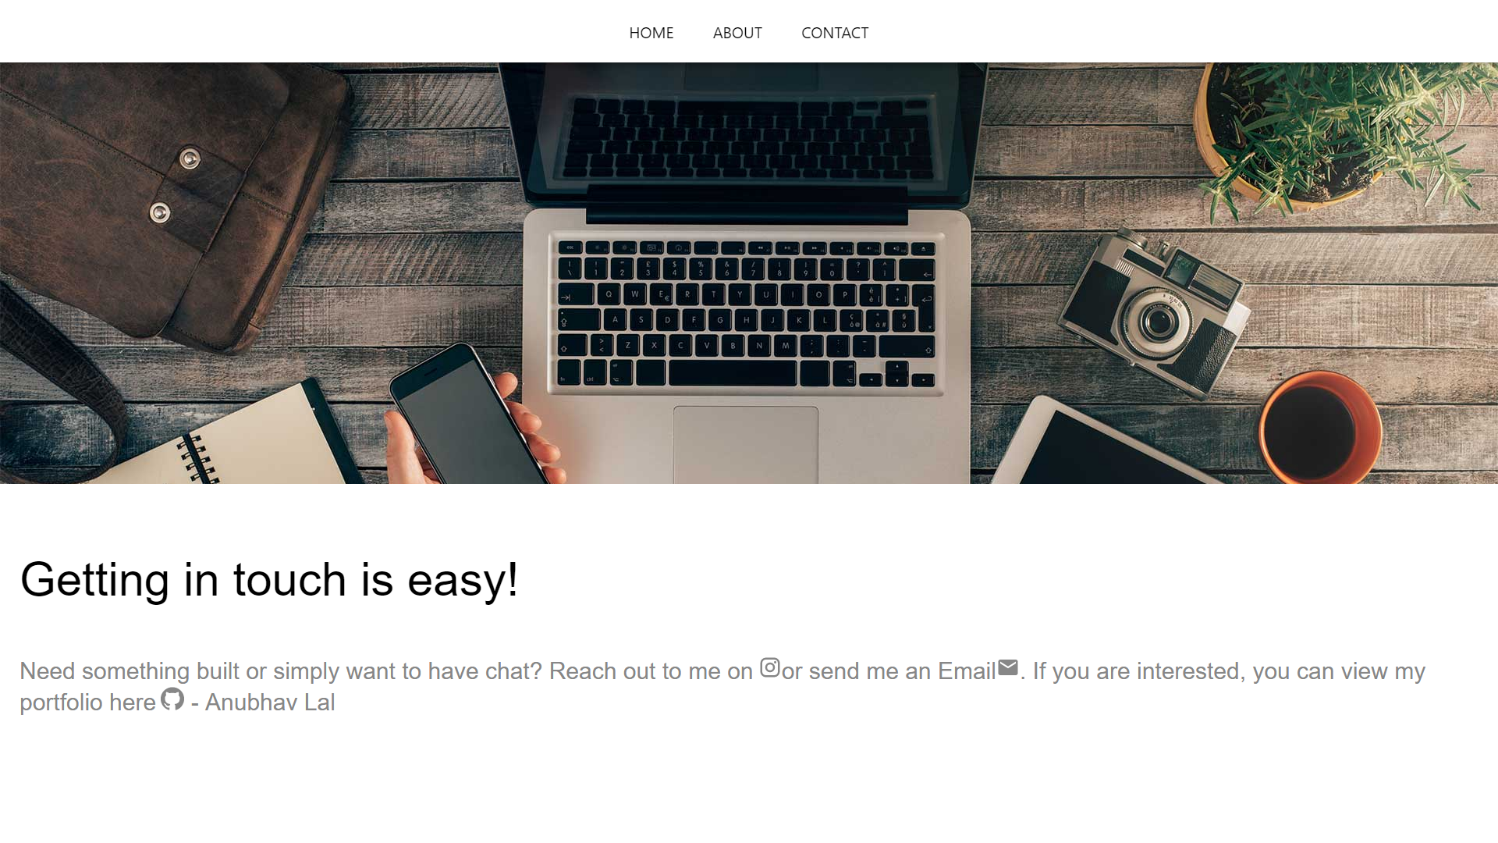 HOME ABOUT CONTACT
Getting in touch is easy!
Need something built or simply want to have chat? Reach out to me on or send me an Email. If you are interested, you can view my
portfolio here - Anubhav Lal